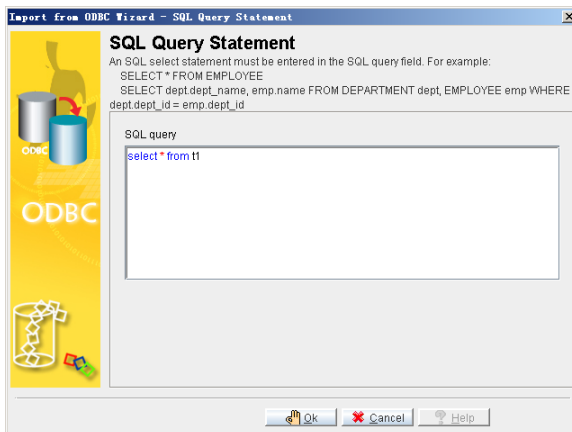 Import from ODBC Wizard - SQL Query Statement
SQL Query Statement
An SQL select statement must be entered in the SQL query field. For example:
SELECT * FROM EMPLOYEE
SELECT dept.dept_name, emp.name FROM DEPARTMENT dept, EMPLOYEE emp WHERE
dept.dept_id = emp.dept_id
SQL query
select * from t1
ODBC
ODBC
Ok
Cancel
Help